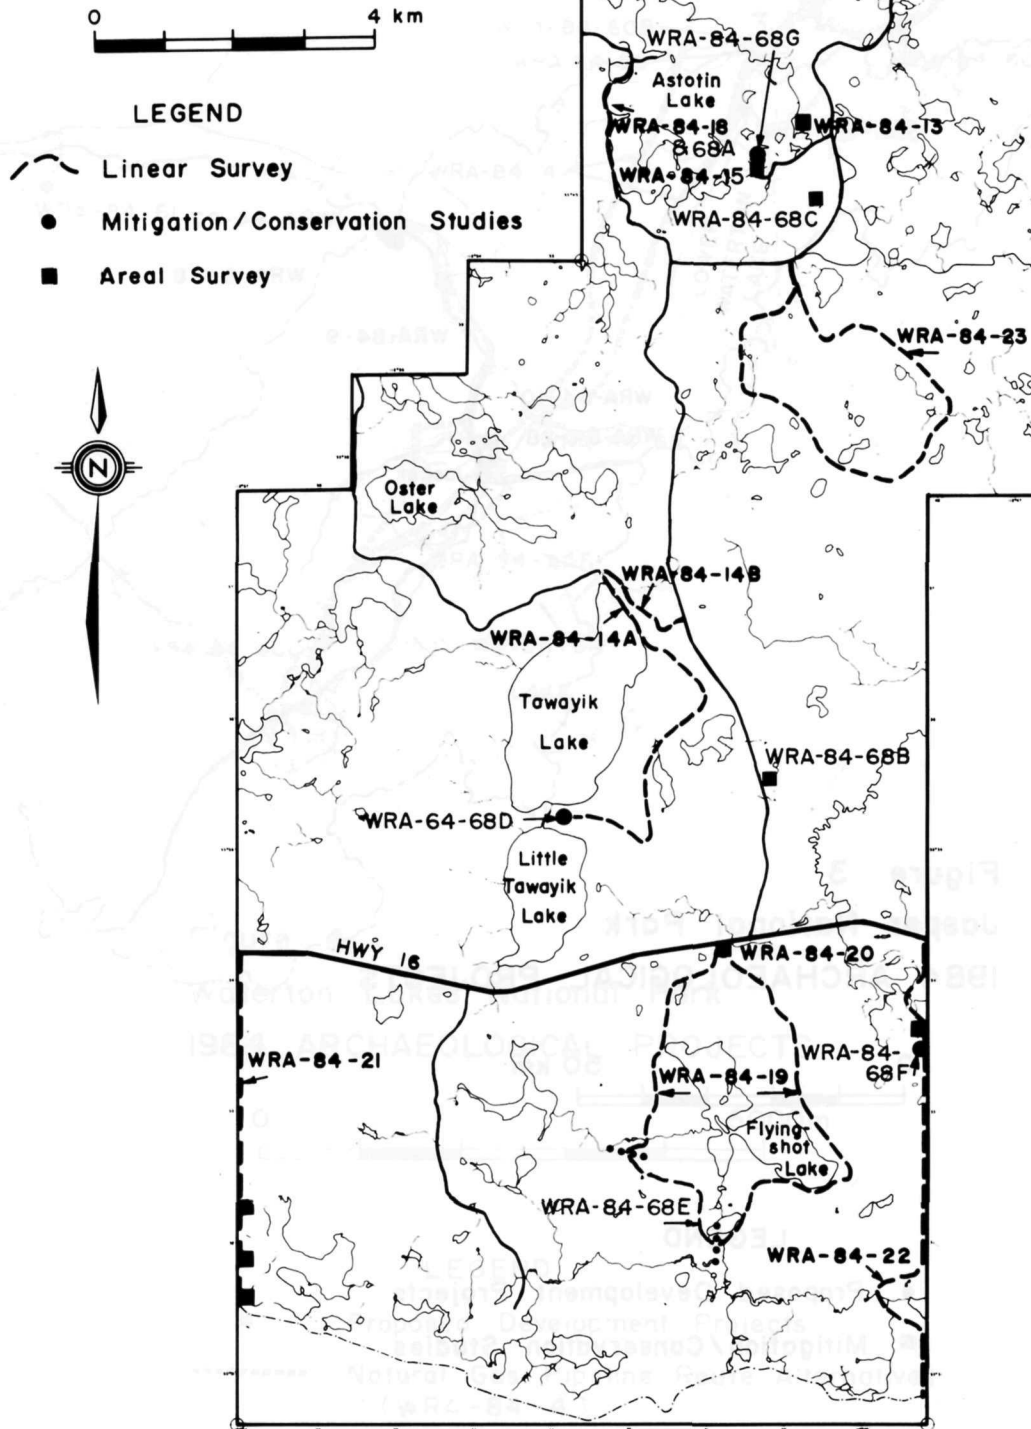 0 4 km
LEGEND
Linear Survey
Mitigation/Conservation Studies
Areal Survey
N
WRA-84-68G
Astotin
Lake
WRA-84-18
&68A
WRA-84-13
WRA-84-15
WRA-84-68C
WRA-84-23
Oster
Lake
WRA-84-14B
WRA-84-14A
Tawayik
Lake
WRA-84-68B
WRA-64-68D
Little
Tawayik
Lake
HWY 16
WRA-84-20
WRA-84-21
WRA-84-19
WRA-84-
68F
Flying-
shot
Lake
WRA-84-68E
WRA-84-22